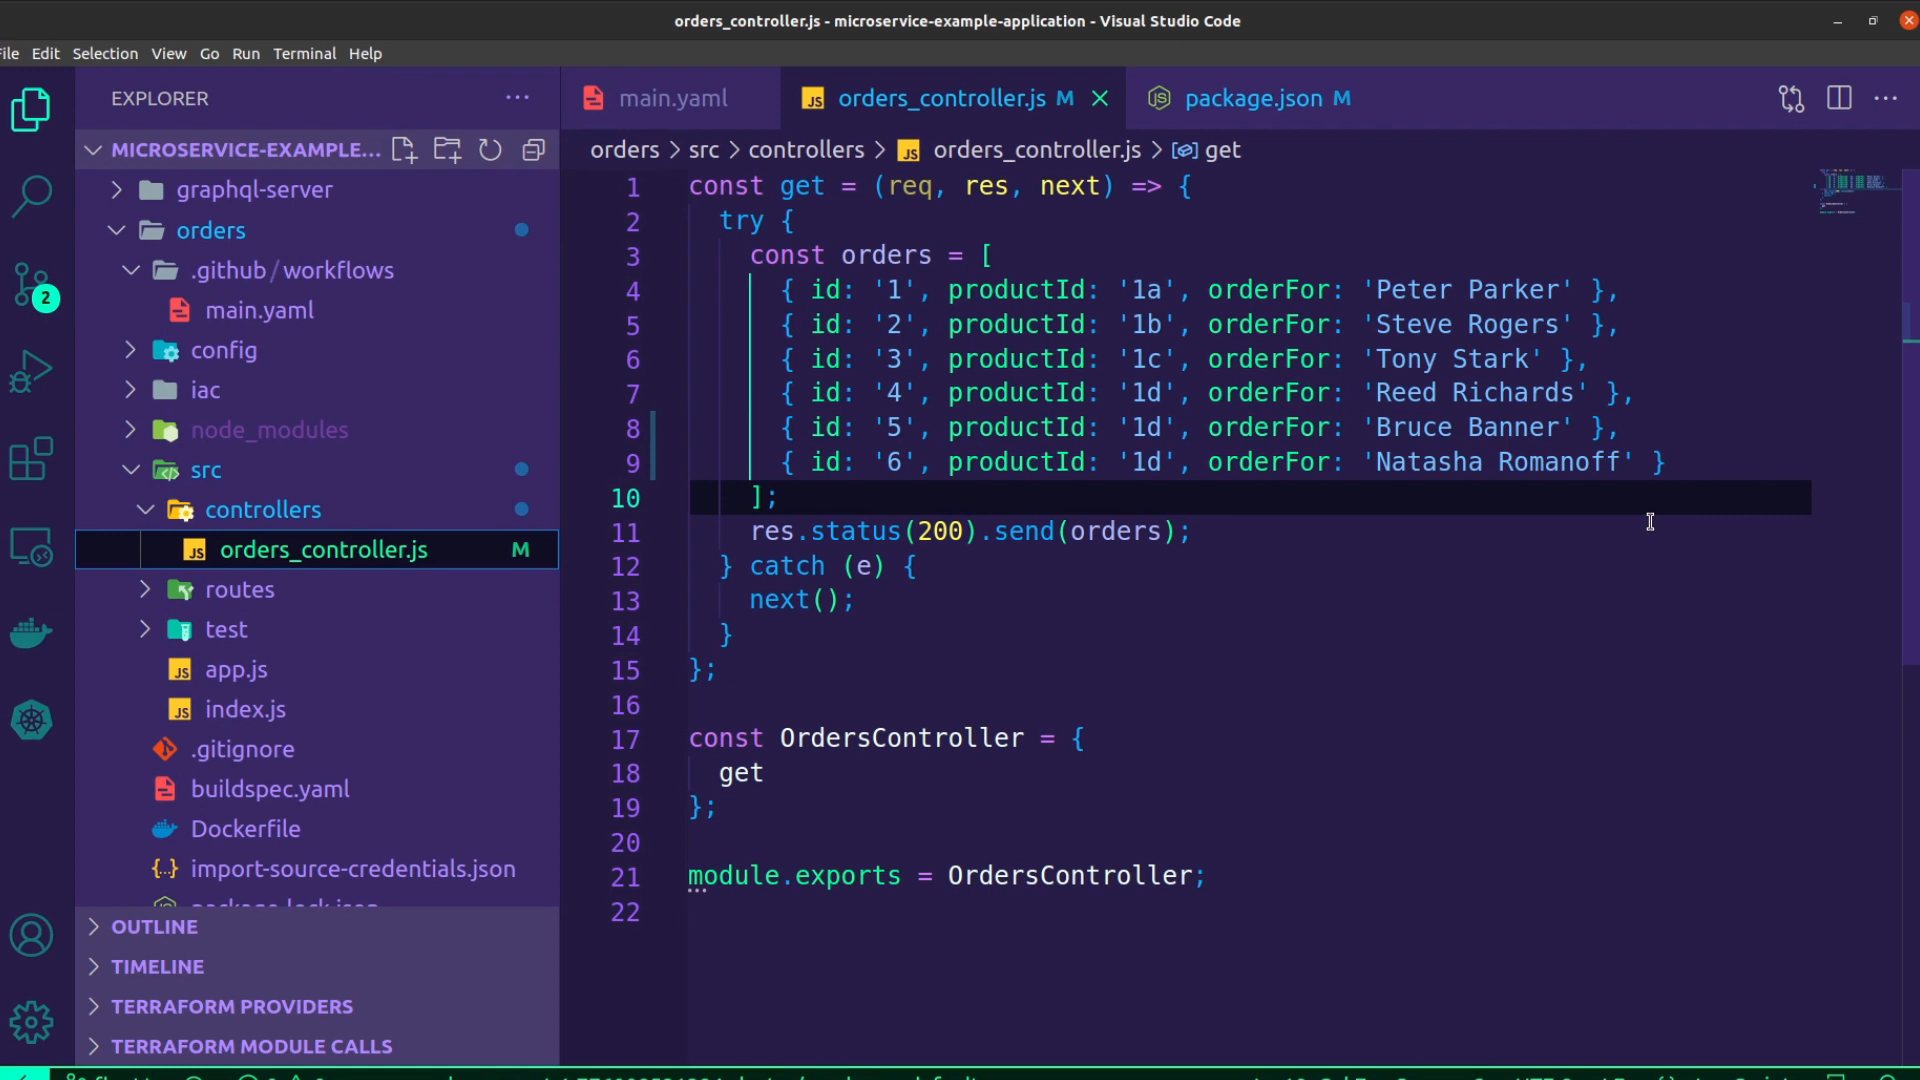 orders_controller.js - microservice-example-application - Visual Studio Code
File Edit Selection View Go Run Terminal Help
EXPLORER
MICROSERVICE-EXAMPLE...
graphql-server
orders
.github / workflows
main.yaml
config
iac
node_modules
src
controllers
orders_controller.js M
routes
test
app.js
index.js
.gitignore
buildspec.yaml
Dockerfile
import-source-credentials.json
package-lock.json
OUTLINE
TIMELINE
TERRAFORM PROVIDERS
TERRAFORM MODULE CALLS
2
main.yaml
orders_controller.js M
package.json M
orders > src > controllers > JS orders_controller.js > get
1 const get = (req, res, next) => {
2 try {
3 const orders = [
4 { id: '1', productId: '1a', orderFor: 'Peter Parker' },
5 { id: '2', productId: '1b', orderFor: 'Steve Rogers' },
6 { id: '3', productId: '1c', orderFor: 'Tony Stark' },
7 { id: '4', productId: '1d', orderFor: 'Reed Richards' },
8 { id: '5', productId: '1d', orderFor: 'Bruce Banner' },
9 { id: '6', productId: '1d', orderFor: 'Natasha Romanoff' }
10 ];
11 res.status(200).send(orders);
12 } catch (e) {
13 next();
14 }
15 };
16
17 const OrdersController = {
18 get
19 };
20
21 module.exports = OrdersController;
22